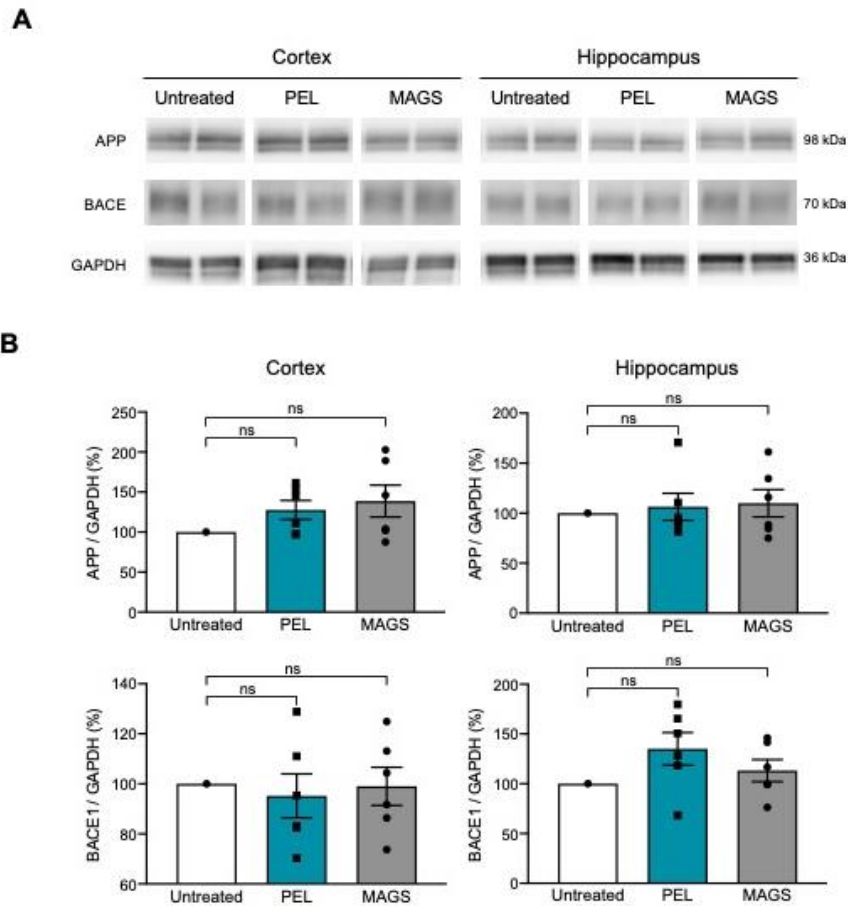 A
Cortex Hippocampus
Untreated PEL MAGS Untreated PEL MAGS
APP 98 kDa
BACE 70 kDa
GAPDH 36 kDa
B
Cortex Hippocampus
ns ns
ns ns
250
200
150
100
50
0
APP / GAPDH (%)
Untreated PEL MAGS
200
150
100
50
0
APP / GAPDH (%)
Untreated PEL MAGS
ns
ns
140
120
100
80
60
BACE1 / GAPDH (%)
Untreated PEL MAGS
ns
ns
200
150
100
50
0
BACE1 / GAPDH (%)
Untreated PEL MAGS